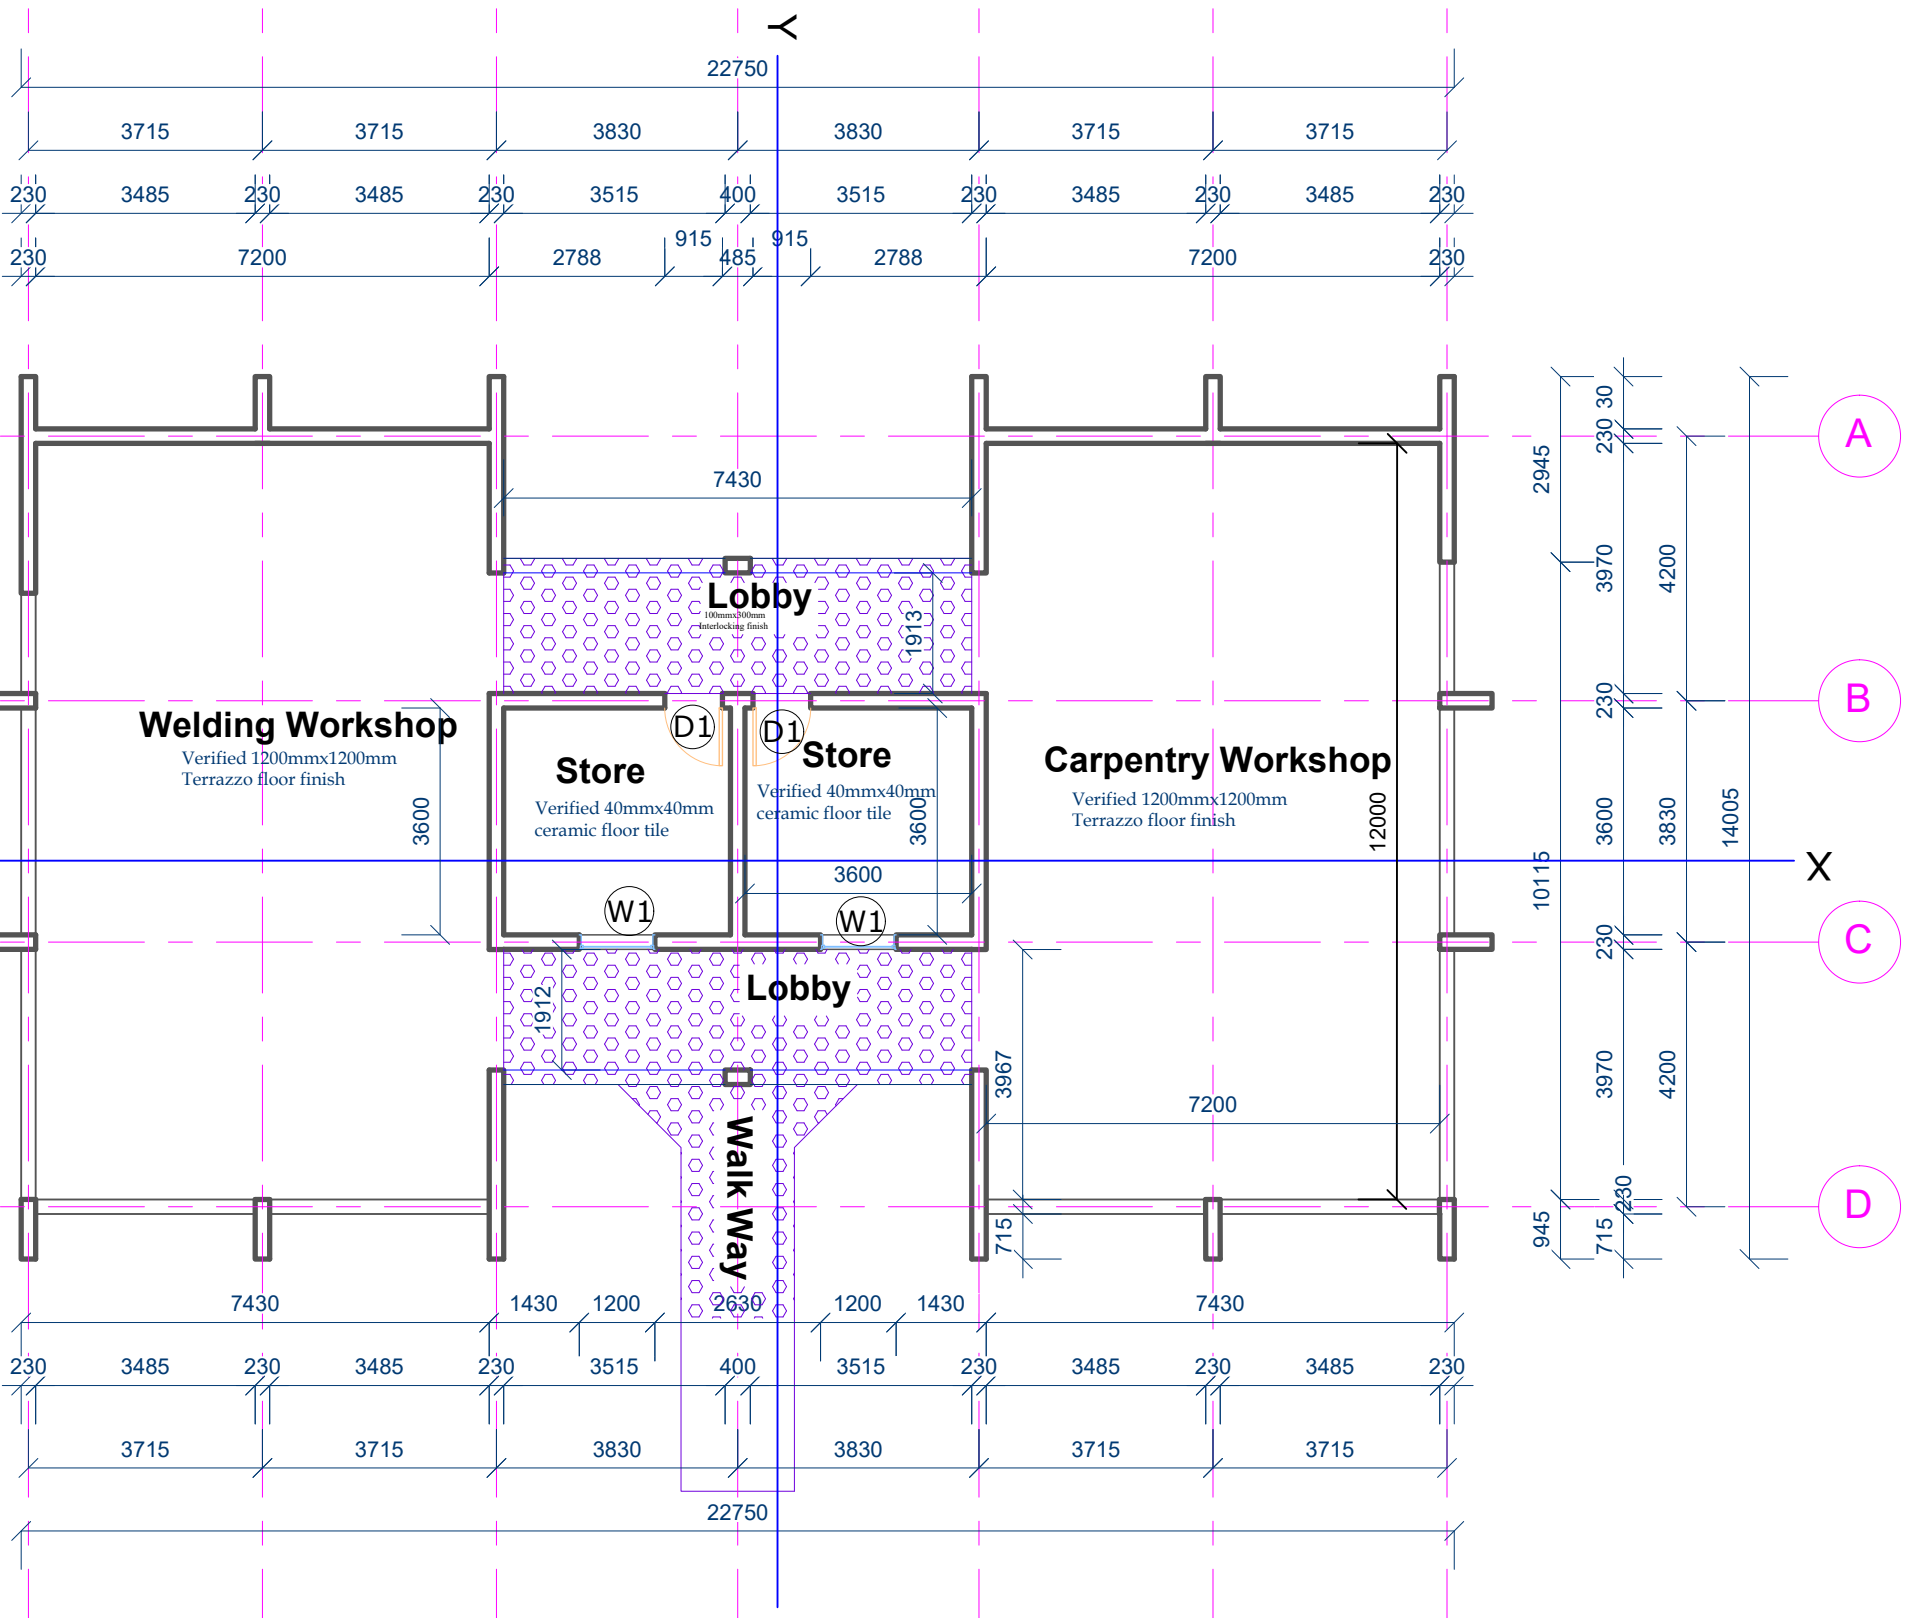 Y
22750
3715 3715 3830 3830 3715 3715
230 3485 230 3485 230 3515 400 3515 230 3485 230 3485 230
915 915
230 7200 2788 485 2788 7200 230
A
30
230
2945
7430
3970
4200
Lobby
100mmx300mm
Interlocking finish
1913
B
230
Welding Workshop
Verified 1200mmx1200mm
Terrazzo floor finish
D1
D1
Store
Verified 40mmx40mm
ceramic floor tile
Store
Verified 40mmx40mm
ceramic floor tile
Carpentry Workshop
Verified 1200mmx1200mm
Terrazzo floor finish
3600
3600
3600
12000
3600
3830
14005
10115
X
W1
W1
C
230
Lobby
1912
3967
3970
4200
7200
Walk Way
D
230
715
945
715
7430 1430 1200 2630 1200 1430 7430
230 3485 230 3485 230 3515 400 3515 230 3485 230 3485 230
3715 3715 3830 3830 3715 3715
22750